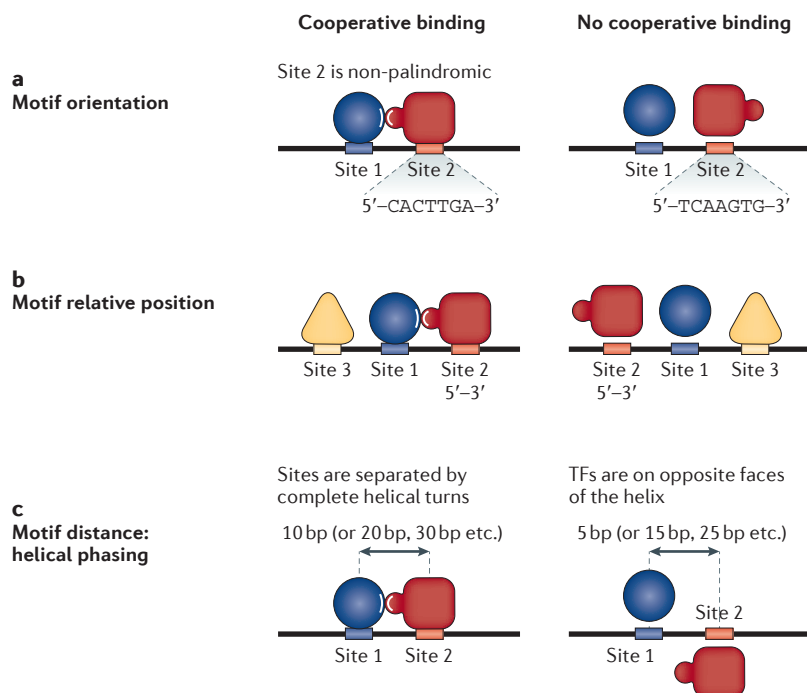 Cooperative binding
No cooperative binding
a
Motif orientation
Site 2 is non-palindromic
Site 1
Site 2
5′–CACTTGA–3′
Site 1
Site 2
5′–TCAAGTG–3′
b
Motif relative position
Site 3
Site 1
Site 2
5′–3′
Site 2
5′–3′
Site 1
Site 3
c
Motif distance:
helical phasing
Sites are separated by
complete helical turns
10 bp (or 20 bp, 30 bp etc.)
Site 1
Site 2
TFs are on opposite faces
of the helix
5 bp (or 15 bp, 25 bp etc.)
Site 2
Site 1